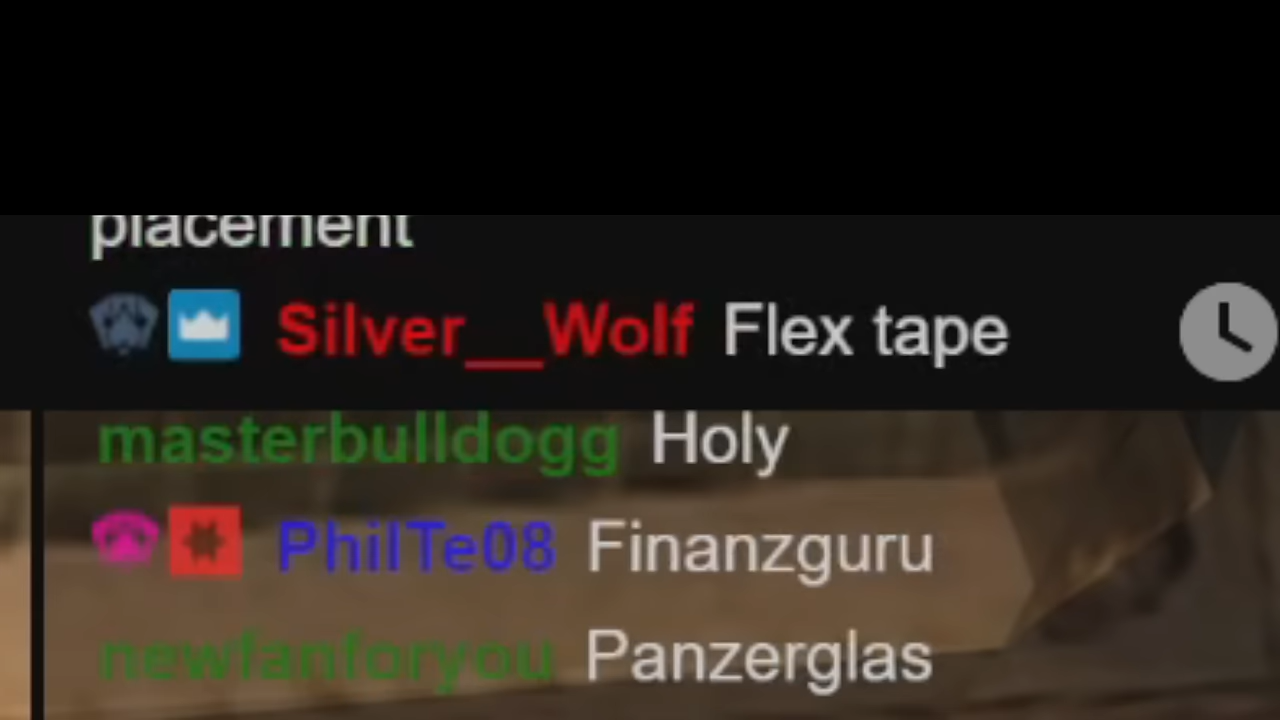 placement
Silver__Wolf Flex tape
masterbulldogg Holy
PhilTe08 Finanzguru
newfanforyou Panzerglas